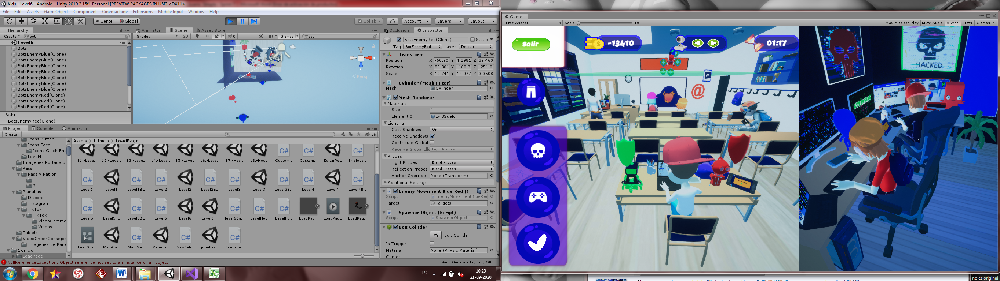 Kids - Level6 - Android - Unity 2019.2.15f1 Personal [PREVIEW PACKAGES IN USE] <DX11>
File Edit Assets GameObject Component Cinemachine Extensions Mobile Input Window Help
Center Global
Collab
Account
Layers
Layout
Hierarchy
Create
bot
Level6
Bots
BotsEnemyBlue(Clone)
BotsEnemyBlue(Clone)
BotsEnemyBlue(Clone)
BotsEnemyBlue(Clone)
BotsEnemyBlue(Clone)
BotsEnemyBlue(Clone)
BotsEnemyBlue(Clone)
BotsEnemyRed(Clone)
BotsEnemyRed(Clone)
BotsEnemyRed(Clone)
Path:
BotsEnemyRed(Clone)
Animator Scene Asset Store
Shaded 2D 0 Gizmos bot
x
z
Persp
Occlusion Inspector
BotsEnemyRed(Clone) Static
Tag BotEnemyRed Layer Default
Transform
Position X -60.90 Y 4.2981 Z 39.460
Rotation X 89.301 Y -160.3 Z -251.0
Scale X 10.741 Y 12.077 Z 3.3508
Cylinder (Mesh Filter)
Mesh Cylinder
Mesh Renderer
Materials
Size 1
Element 0 Lvl3Suelo
Lighting
Cast Shadows On
Receive Shadows
Contribute Global
Receive Global Illu Light Probes
Probes
Light Probes Blend Probes
Reflection Probes Blend Probes
Anchor Override None (Transform)
Additional Settings
Enemy Movement Blue Red (S
Script EnemyMovementBlueRe
Target Targets
Spawner Object (Script)
Script SpawnerObject
Box Collider
Edit Collider
Is Trigger
Material None (Physic Material)
Center
Project Console Animation
Create
16
Icons Button
Icons Face
Icons Glitch Ene
Level4
Imagenes Portada p
Pass
Pass y Patron
1
3
Plantillas
Discord
Instagram
TikTok
TikTok
VideoComme
Videos
Tablets
VideoCyberConsejos
Imagenes de Pane
1-Inicio
LoadPage
Assets > 1-Inicio > LoadPage
C# C# C#
11.-Leve... 12.-Leve... 13.-Leve... 14.-Leve... 15.-Leve... 16.-Leve... 17.-Hoc... 18.-Hoc... Custom... Custom... EditarPe... InicioLo...
C# C# C# C# C# C# C# C#
Level1 Level1 Level1B... Level2 Level2 Level2B... Level3 Level3 Level3B... Level4 Level4 Level4B...
C# C# C# C# C# C#
Level5 Level5-... Level5B... Level6 Level6 Level6-... level6Ba... LevelHo... Levelho... LoadPag... LoadPag... LoadPag...
C# C# C#
LoadSce... MainGa... MainMe... MenuLe... NewBeh... pruebas... SceneLo...
NullReferenceException: Object reference not set to an instance of an object
Auto Generate Lighting Off
ES
10:23
21-09-2020
Game
Free Aspect Scale 1x Maximize On Play Mute Audio VSync Stats Gizmos
Salir
$ -13410
01:17
@
HACKED
CYBERKIDS
no es original